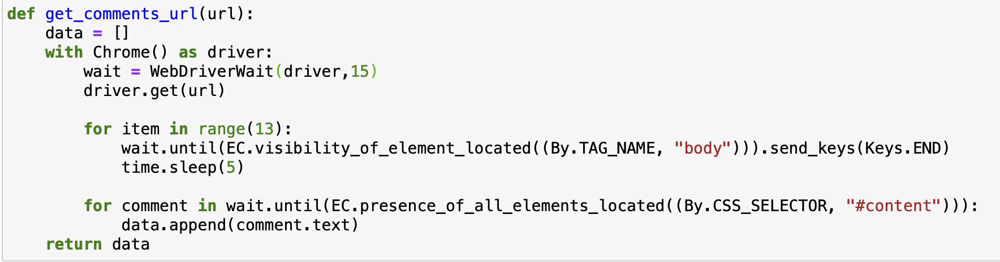 def get_comments_url(url):
    data = []
    with Chrome() as driver:
        wait = WebDriverWait(driver,15)
        driver.get(url)

        for item in range(13):
            wait.until(EC.visibility_of_element_located((By.TAG_NAME, "body"))).send_keys(Keys.END)
            time.sleep(5)

        for comment in wait.until(EC.presence_of_all_elements_located((By.CSS_SELECTOR, "#content"))):
            data.append(comment.text)
    return data